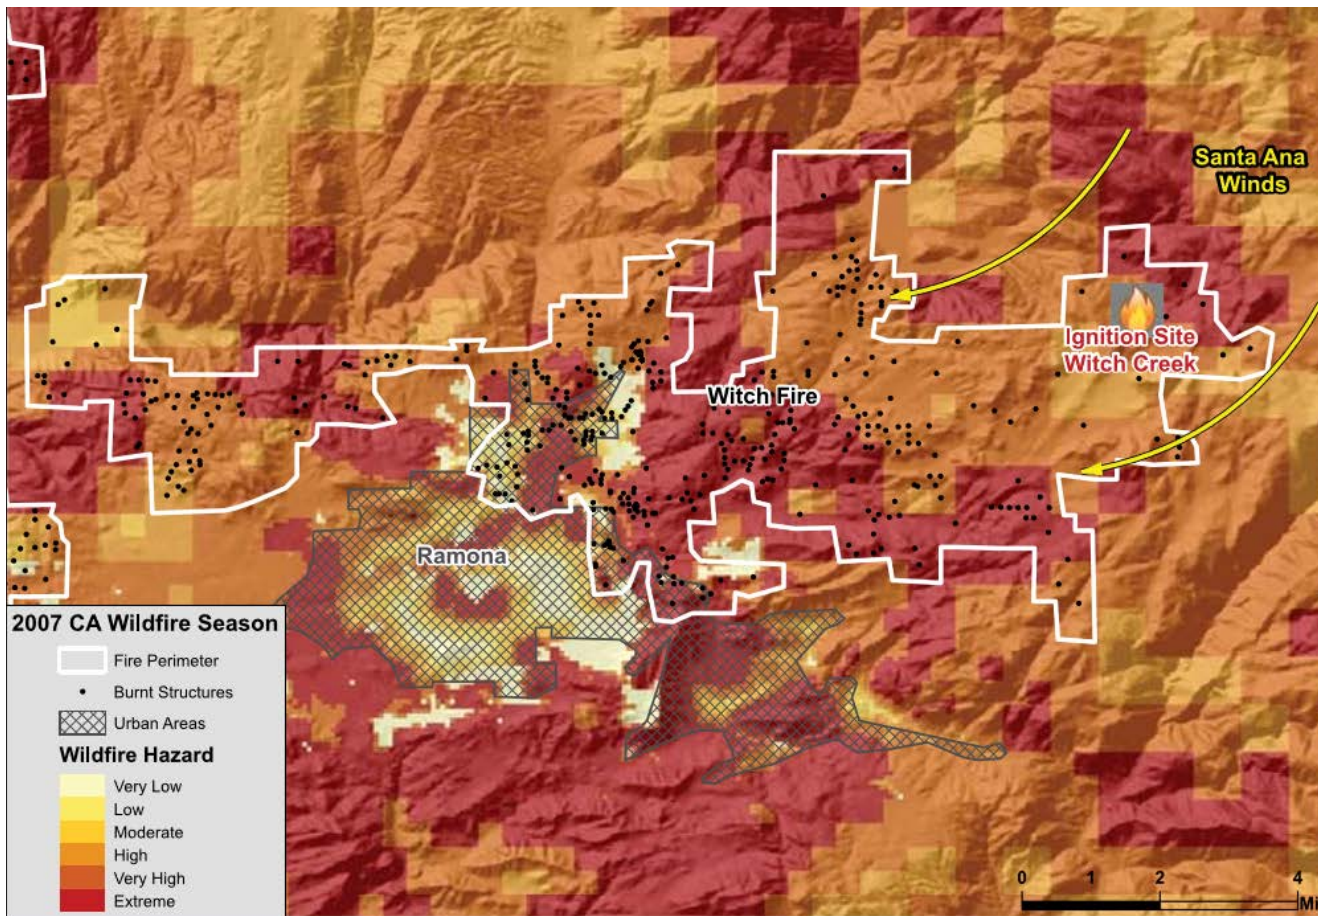 Santa Ana
Winds
Ignition Site
Witch Creek
Witch Fire
Ramona
2007 CA Wildfire Season
Fire Perimeter
Burnt Structures
Urban Areas
Wildfire Hazard
Very Low
Low
Moderate
High
Very High
Extreme
0 1 2 4
Mi